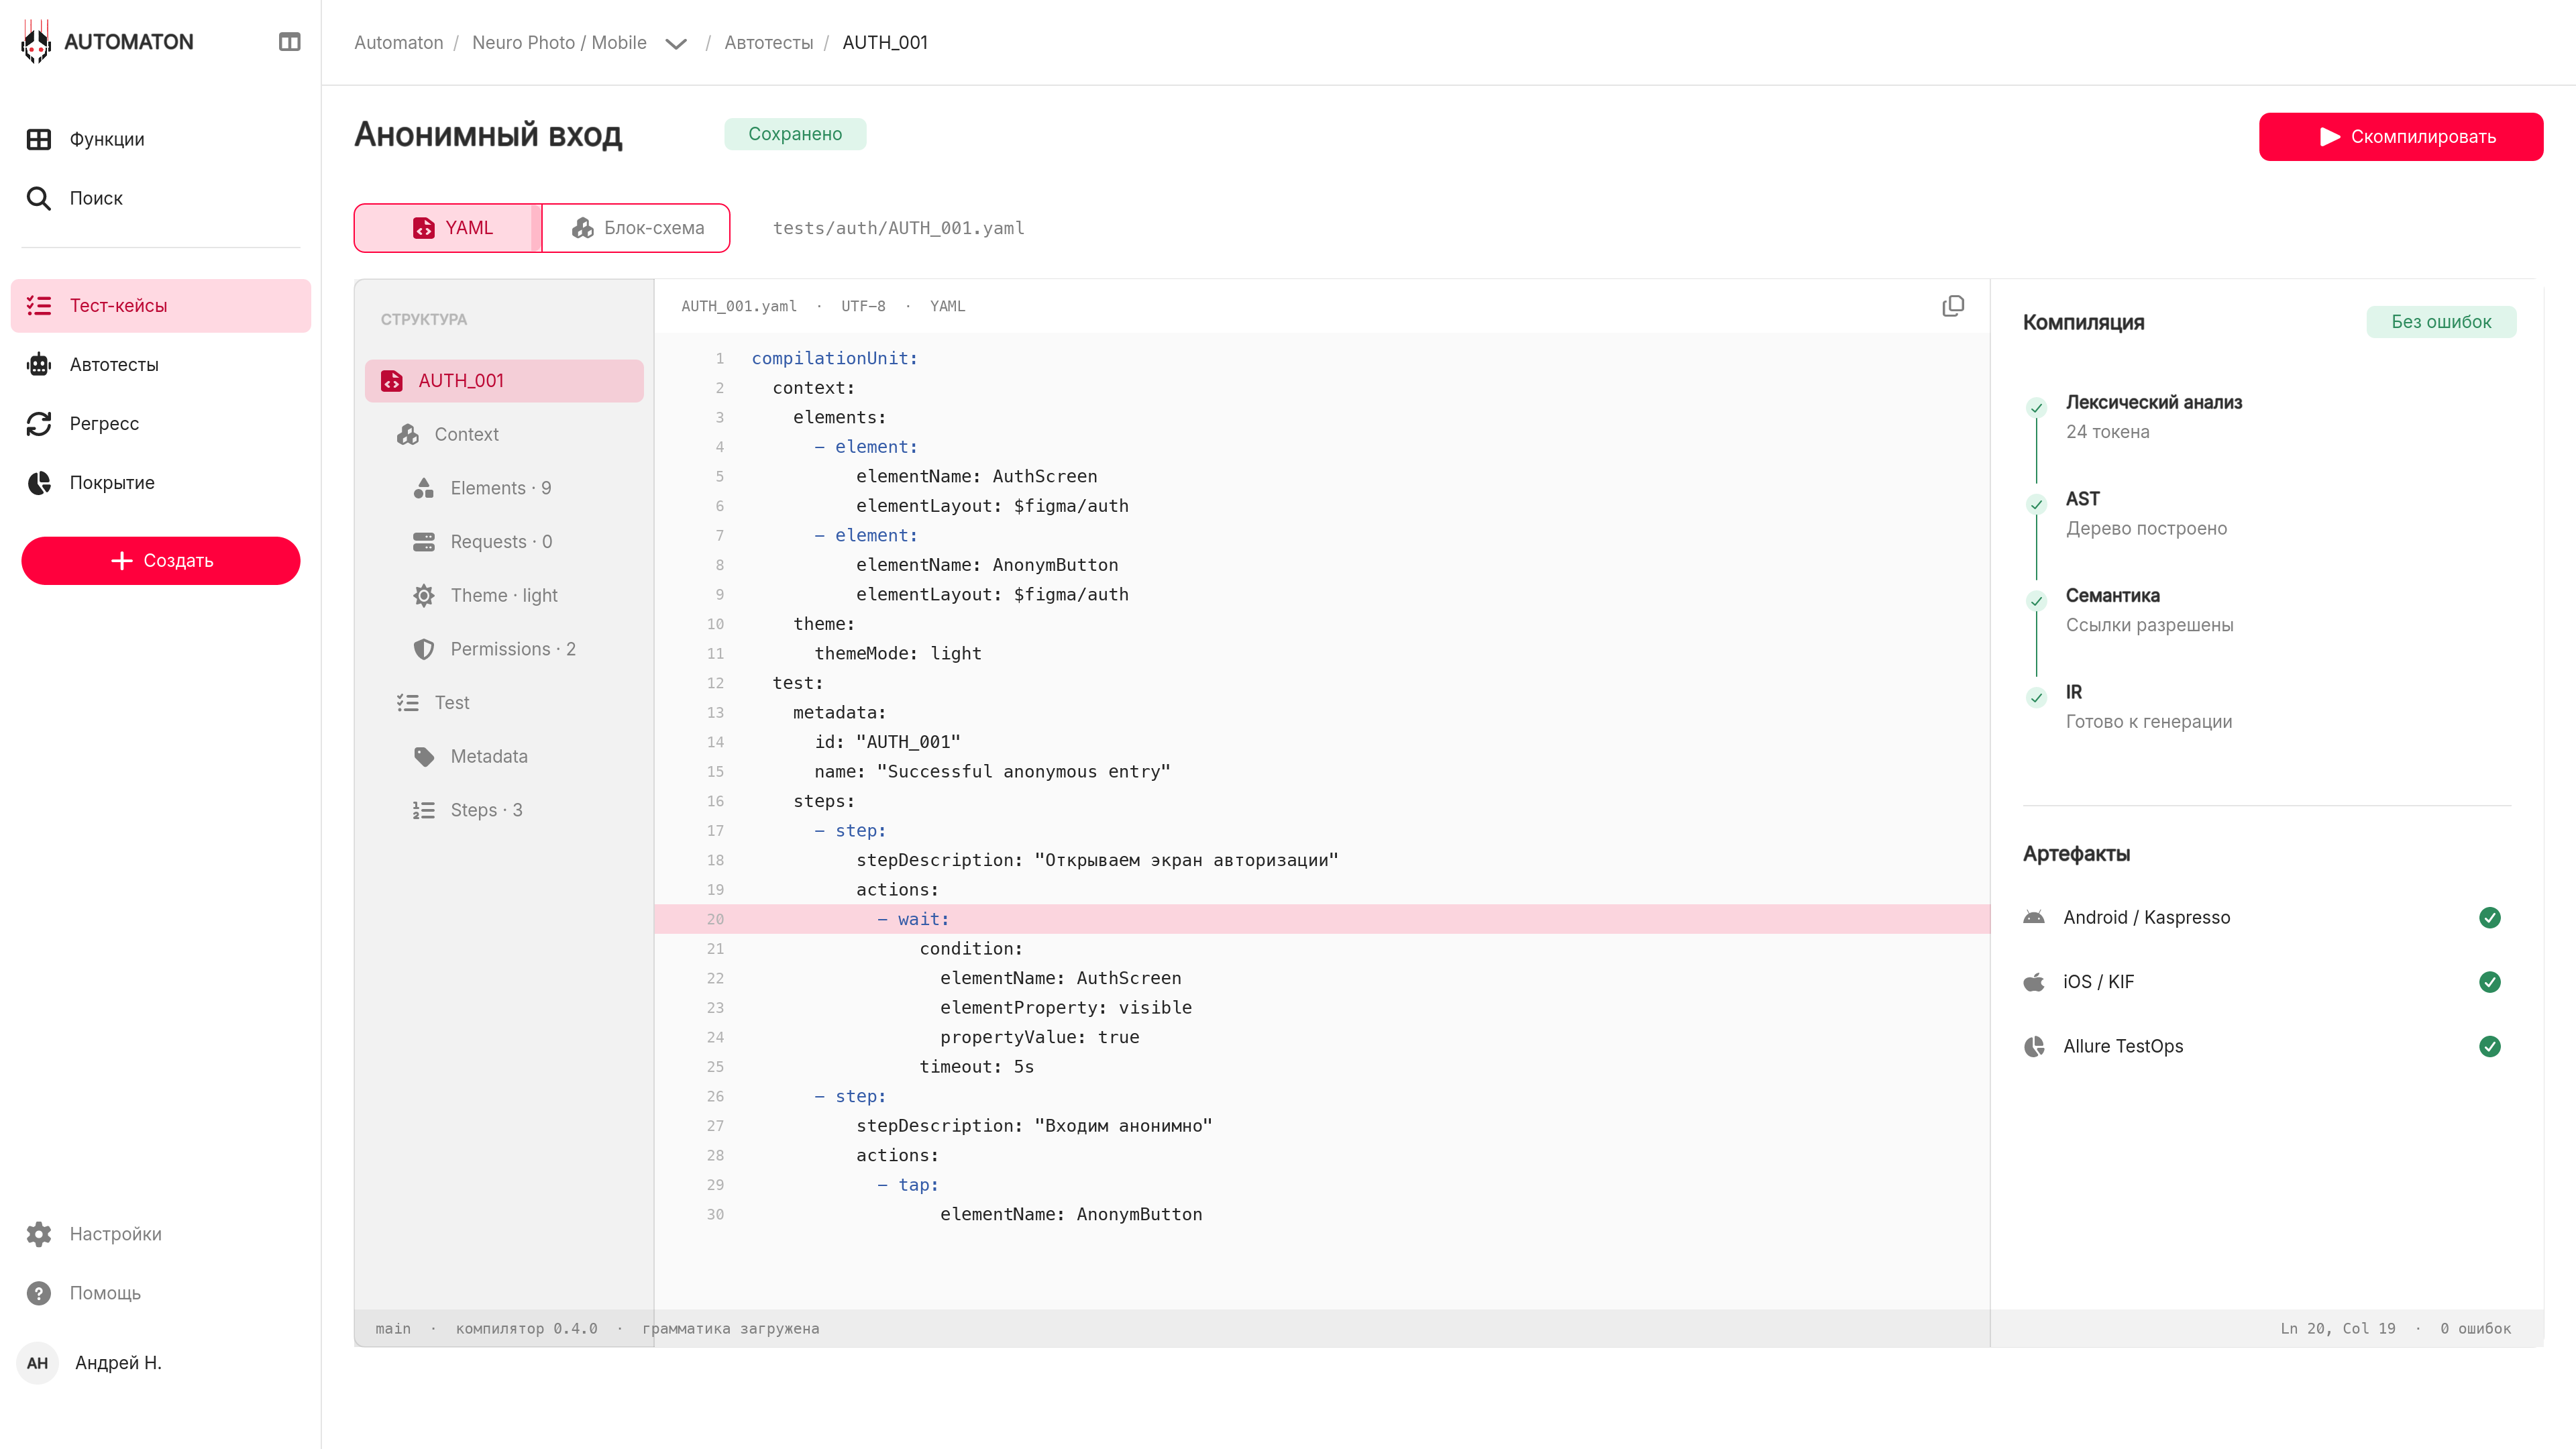 AUTOMATON
Функции
Поиск
Тест-кейсы
Автотесты
Регресс
Покрытие
Создать
Настройки
Помощь
АН Андрей Н.
Automaton / Neuro Photo / Mobile / Автотесты / AUTH_001
Анонимный вход
Сохранено
Скомпилировать
YAML
Блок-схема
tests/auth/AUTH_001.yaml
СТРУКТУРА
AUTH_001
Context
Elements · 9
Requests · 0
Theme · light
Permissions · 2
Test
Metadata
Steps · 3
AUTH_001.yaml · UTF-8 · YAML
1 compilationUnit:
2 context:
3 elements:
4 - element:
5 elementName: AuthScreen
6 elementLayout: $figma/auth
7 - element:
8 elementName: AnonymButton
9 elementLayout: $figma/auth
10 theme:
11 themeMode: light
12 test:
13 metadata:
14 id: "AUTH_001"
15 name: "Successful anonymous entry"
16 steps:
17 - step:
18 stepDescription: "Открываем экран авторизации"
19 actions:
20 - wait:
21 condition:
22 elementName: AuthScreen
23 elementProperty: visible
24 propertyValue: true
25 timeout: 5s
26 - step:
27 stepDescription: "Входим анонимно"
28 actions:
29 - tap:
30 elementName: AnonymButton
Компиляция
Без ошибок
Лексический анализ
24 токена
AST
Дерево построено
Семантика
Ссылки разрешены
IR
Готово к генерации
Артефакты
Android / Kaspresso
iOS / KIF
Allure TestOps
main · компилятор 0.4.0 · грамматика загружена
Ln 20, Col 19 · 0 ошибок